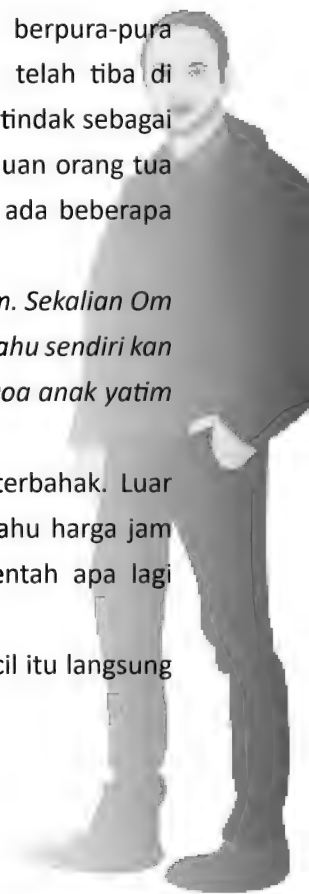 berpura-pura
telah tiba di
tindak sebagai
uan orang tua
ada beberapa
m. Sekalian Om
ahu sendiri kan
oa anak yatim
terbahak. Luar
ahu harga jam
entah apa lagi
cil itu langsung